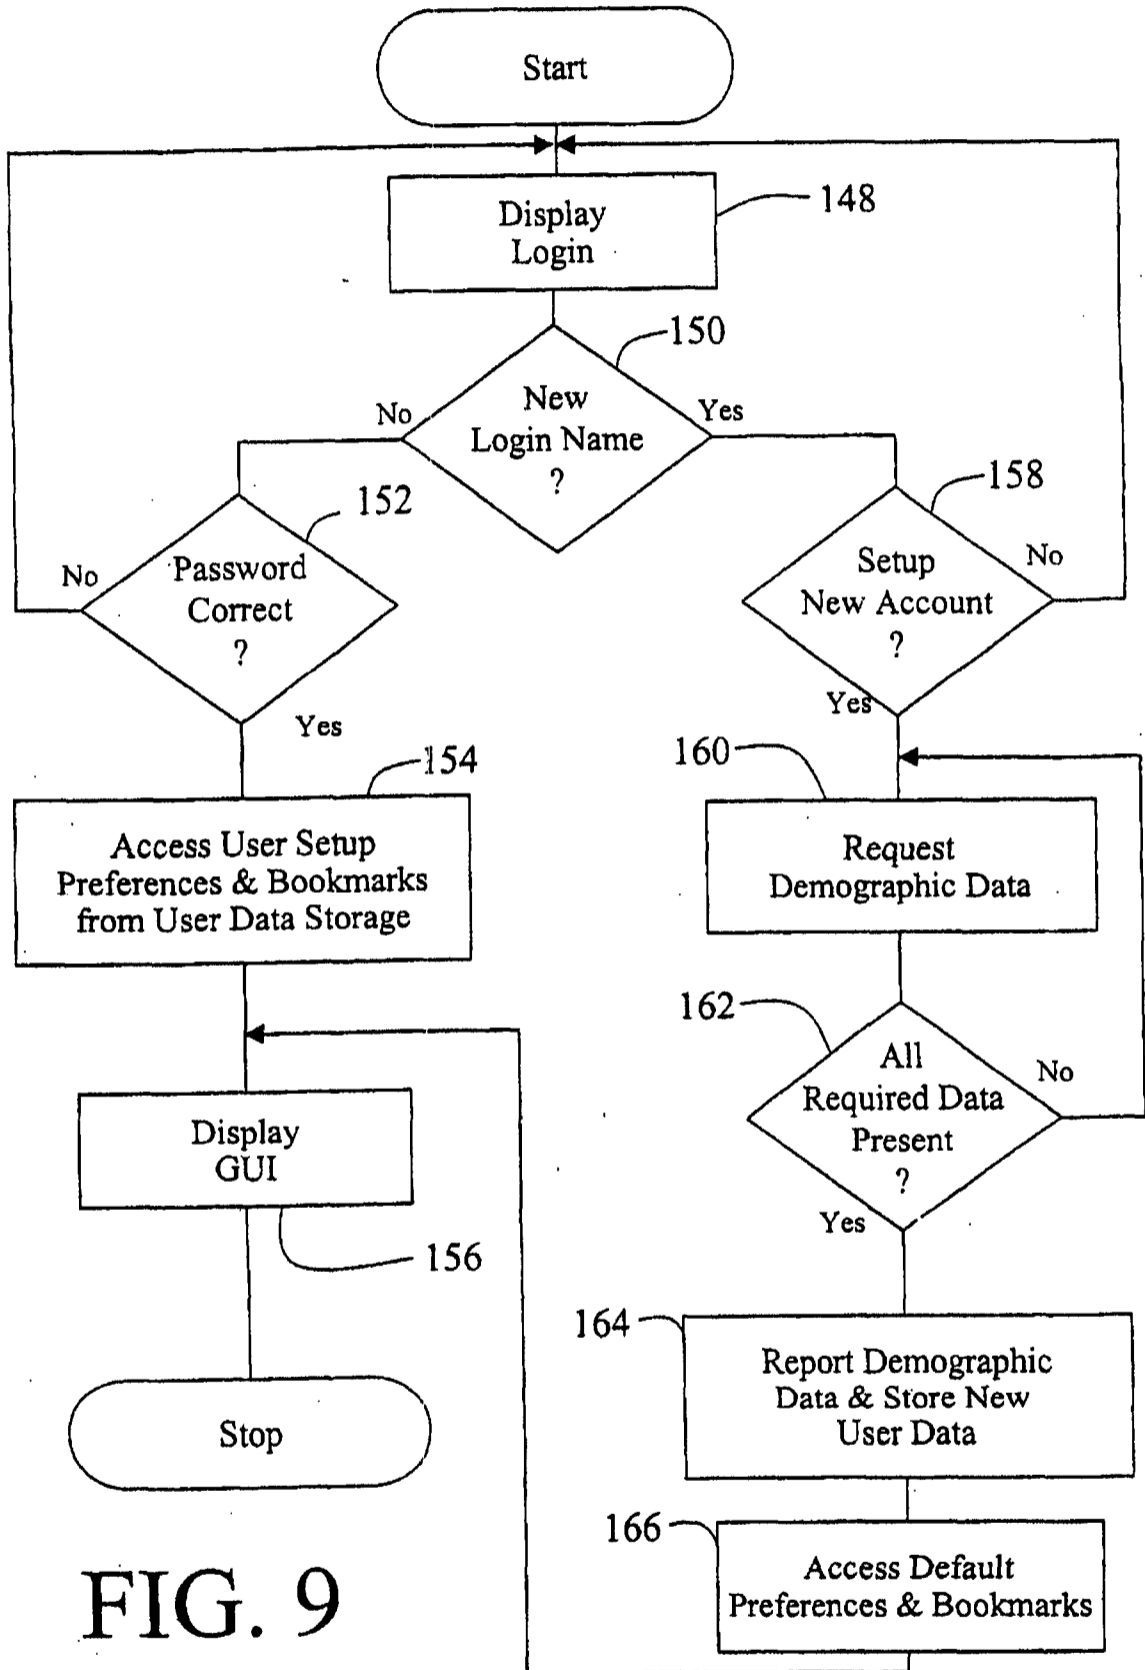 Start
Display
Login
148
150
New
Login Name
?
No
Yes
152
Password
Correct
?
No
Yes
158
Setup
New Account
?
No
Yes
154
Access User Setup
Preferences & Bookmarks
from User Data Storage
160
Request
Demographic Data
162
All
Required Data
Present
?
No
Yes
Display
GUI
156
164
Report Demographic
Data & Store New
User Data
Stop
166
Access Default
Preferences & Bookmarks
FIG. 9